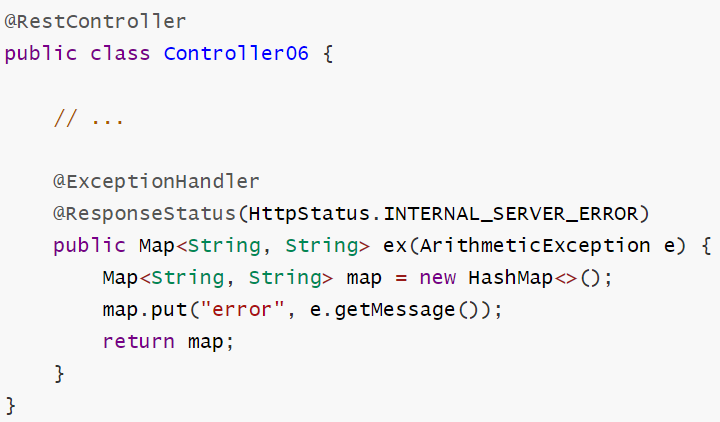 @RestController
public class Controller06 {
// ...
@ExceptionHandler
@ResponseStatus(HttpStatus.INTERNAL_SERVER_ERROR)
public Map<String, String> ex(ArithmeticException e) {
Map<String, String> map = new HashMap<>();
map.put("error", e.getMessage());
return map;
}
}